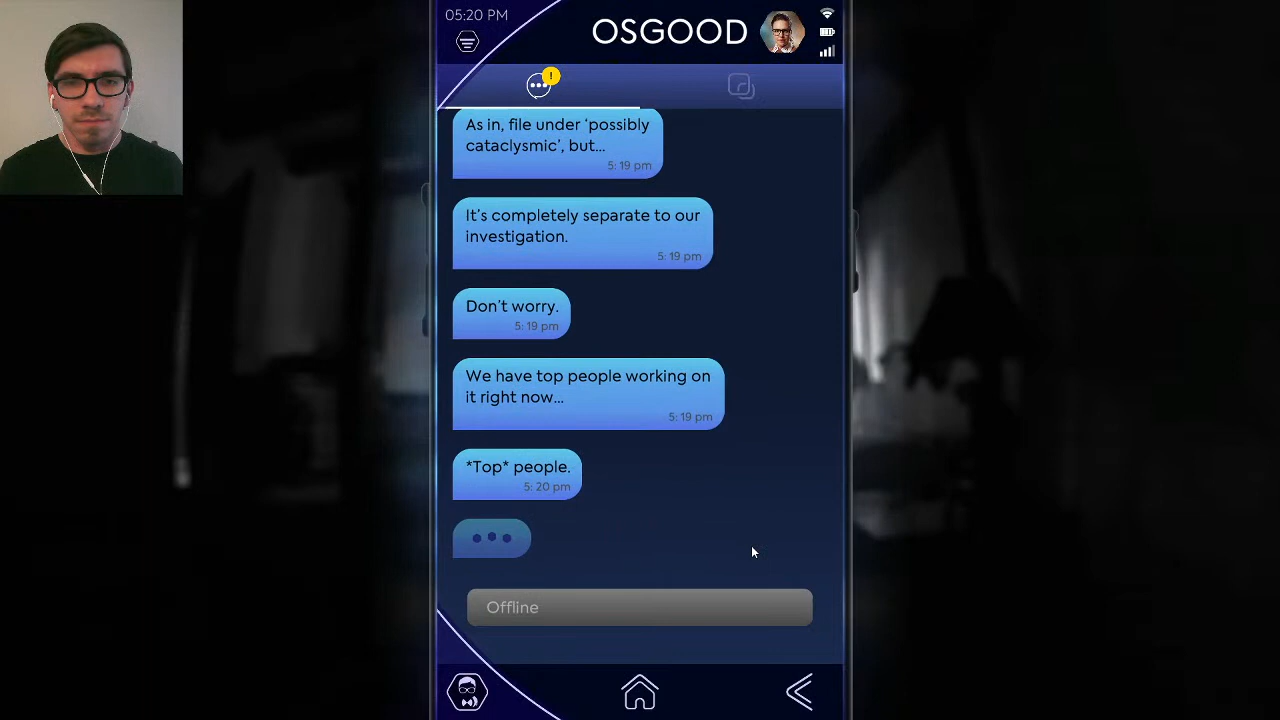 05:20 PM
OSGOOD
!
As in, file under ‘possibly
cataclysmic’, but...
5:19 pm
It’s completely separate to our
investigation.
5:19 pm
Don’t worry.
5:19 pm
We have top people working on
it right now...
5:19 pm
*Top* people.
5:20 pm
Offline